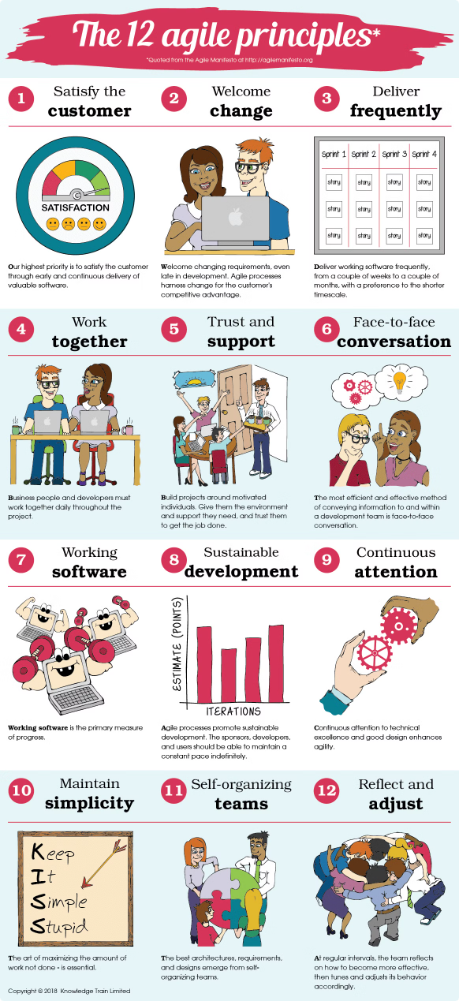 The 12 agile principles*
*Quoted from the Agile Manifesto at http://agilemanifesto.org
1 Satisfy the
customer
SATISFACTION
Our highest priority is to satisfy the customer
through early and continuous delivery of
valuable software.
2 Welcome
change
Welcome changing requirements, even
late in development. Agile processes
harness change for the customer's
competitive advantage.
3 Deliver
frequently
Sprint 1 Sprint 2 Sprint 3 Sprint 4
story story story story
story story story story
story story story story
Deliver working software frequently,
from a couple of weeks to a couple of
months, with a preference to the shorter
timescale.
4 Work
together
Business people and developers must
work together daily throughout the
project.
5 Trust and
support
Build projects around motivated
individuals. Give them the environment
and support they need, and trust them
to get the job done.
6 Face-to-face
conversation
The most efficient and effective method
of conveying information to and within
a development team is face-to-face
conversation.
7 Working
software
Working software is the primary measure
of progress.
8 Sustainable
development
ESTIMATE (POINTS)
ITERATIONS
Agile processes promote sustainable
development. The sponsors, developers,
and users should be able to maintain a
constant pace indefinitely.
9 Continuous
attention
Continuous attention to technical
excellence and good design enhances
agility.
10 Maintain
simplicity
Keep
It
Simple
Stupid
The art of maximizing the amount of
work not done - is essential.
11 Self-organizing
teams
The best architectures, requirements,
and designs emerge from self-
organizing teams.
12 Reflect and
adjust
At regular intervals, the team reflects
on how to become more effective,
then tunes and adjusts its behavior
accordingly.
Copyright © 2018 Knowledge Train Limited